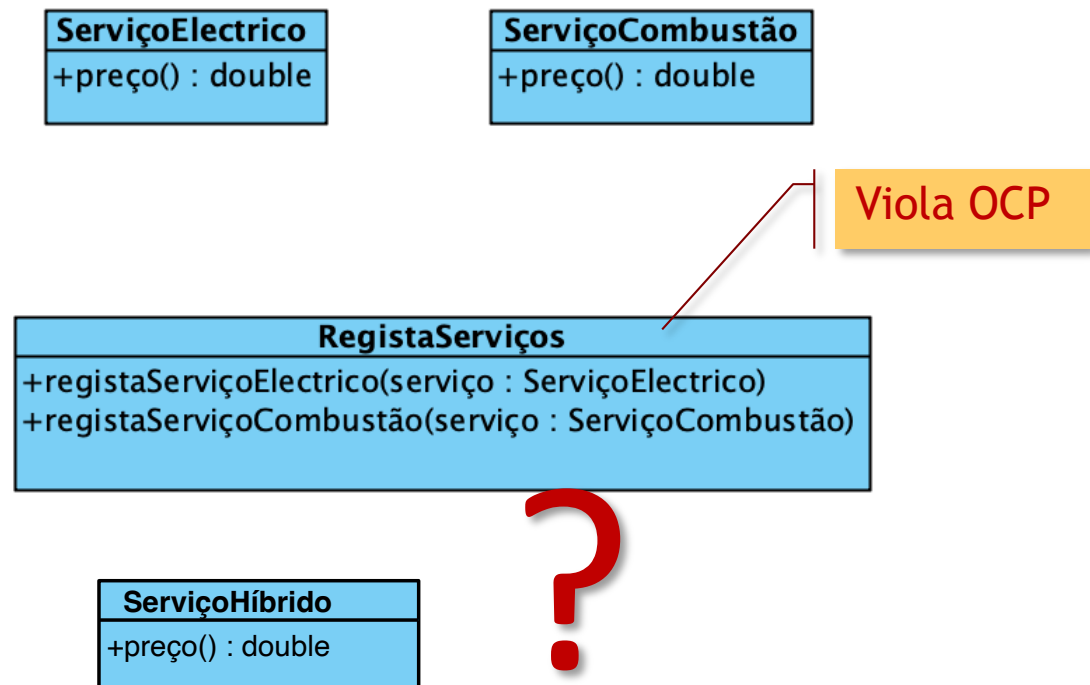 ServiçoElectrico
+preço() : double
ServiçoCombustão
+preço() : double
Viola OCP
RegistaServiços
+registaServiçoElectrico(serviço : ServiçoElectrico)
+registaServiçoCombustão(serviço : ServiçoCombustão)
?
ServiçoHíbrido
+preço() : double